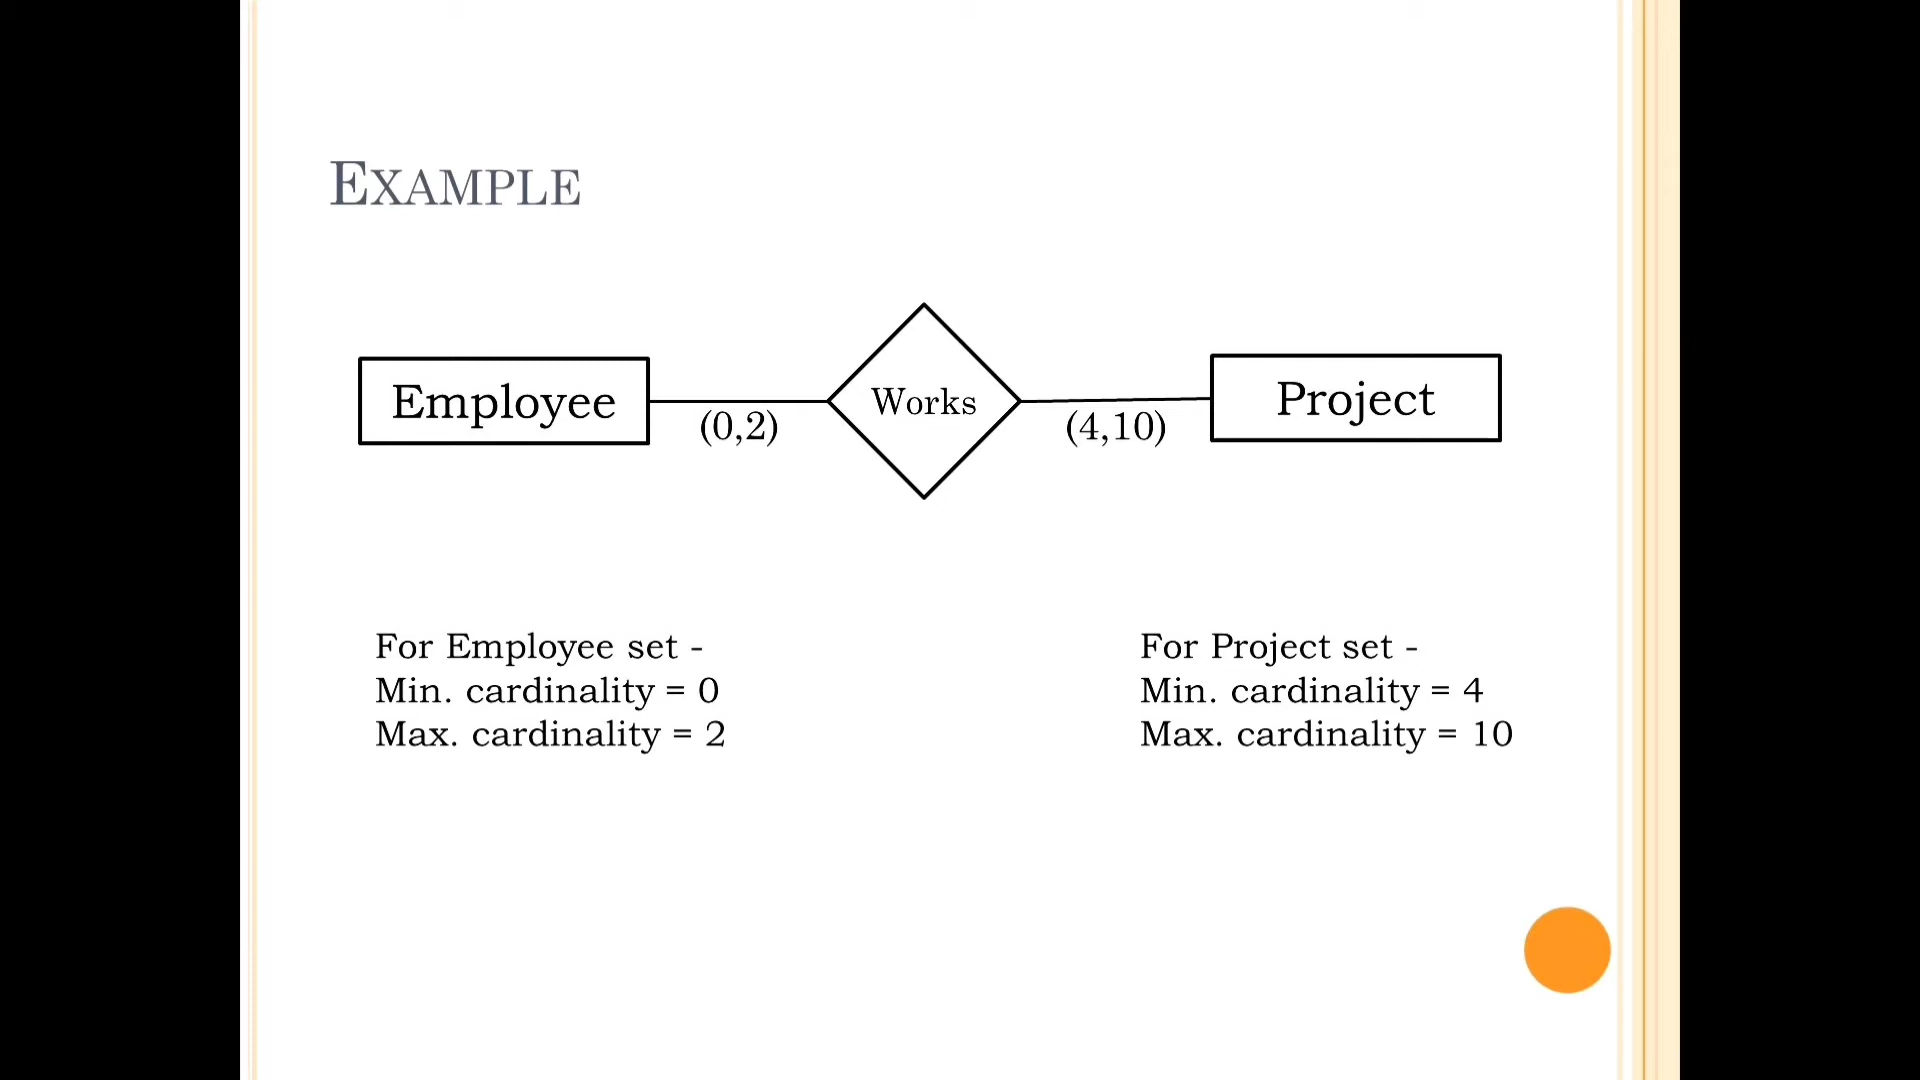 EXAMPLE
Employee
(0,2)
Works
(4,10)
Project
For Employee set -
Min. cardinality = 0
Max. cardinality = 2
For Project set -
Min. cardinality = 4
Max. cardinality = 10